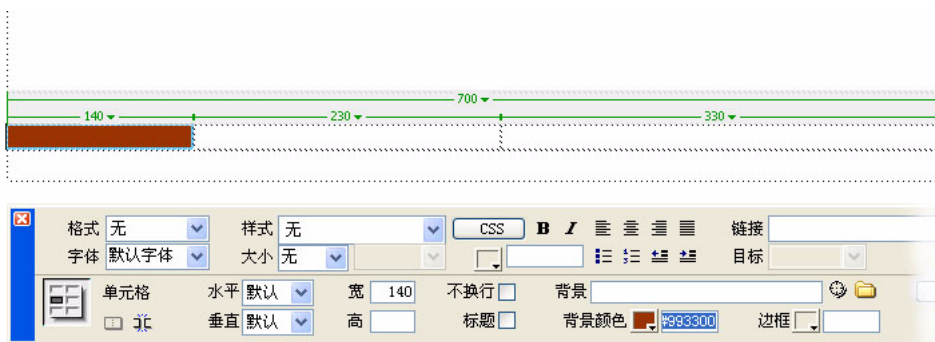 700
140 230 330
格式 无 样式 无 CSS B I 链接
字体 默认字体 大小 无 目标
单元格 水平 默认 宽 140 不换行 背景
垂直 默认 高 标题 背景颜色 #993300 边框